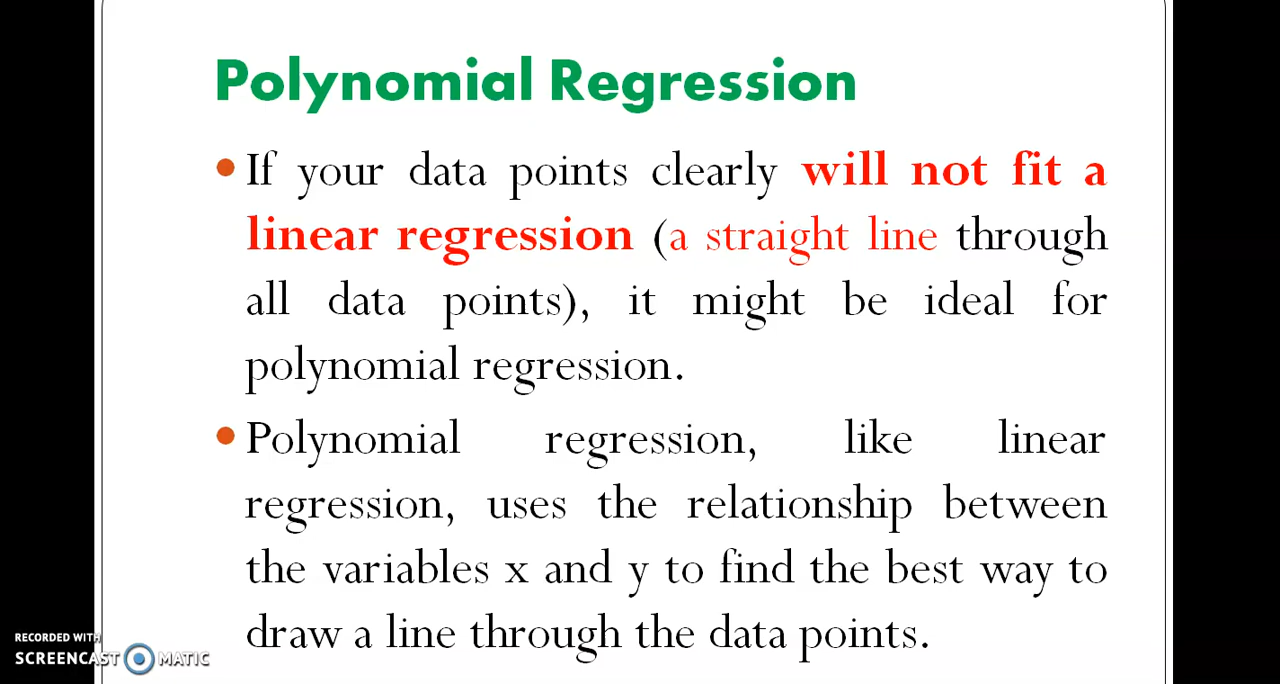 Polynomial Regression
• If your data points clearly will not fit a
linear regression (a straight line through
all data points), it might be ideal for
polynomial regression.
• Polynomial regression, like linear
regression, uses the relationship between
the variables x and y to find the best way to
draw a line through the data points.
RECORDED WITH
SCREENCAST MATIC